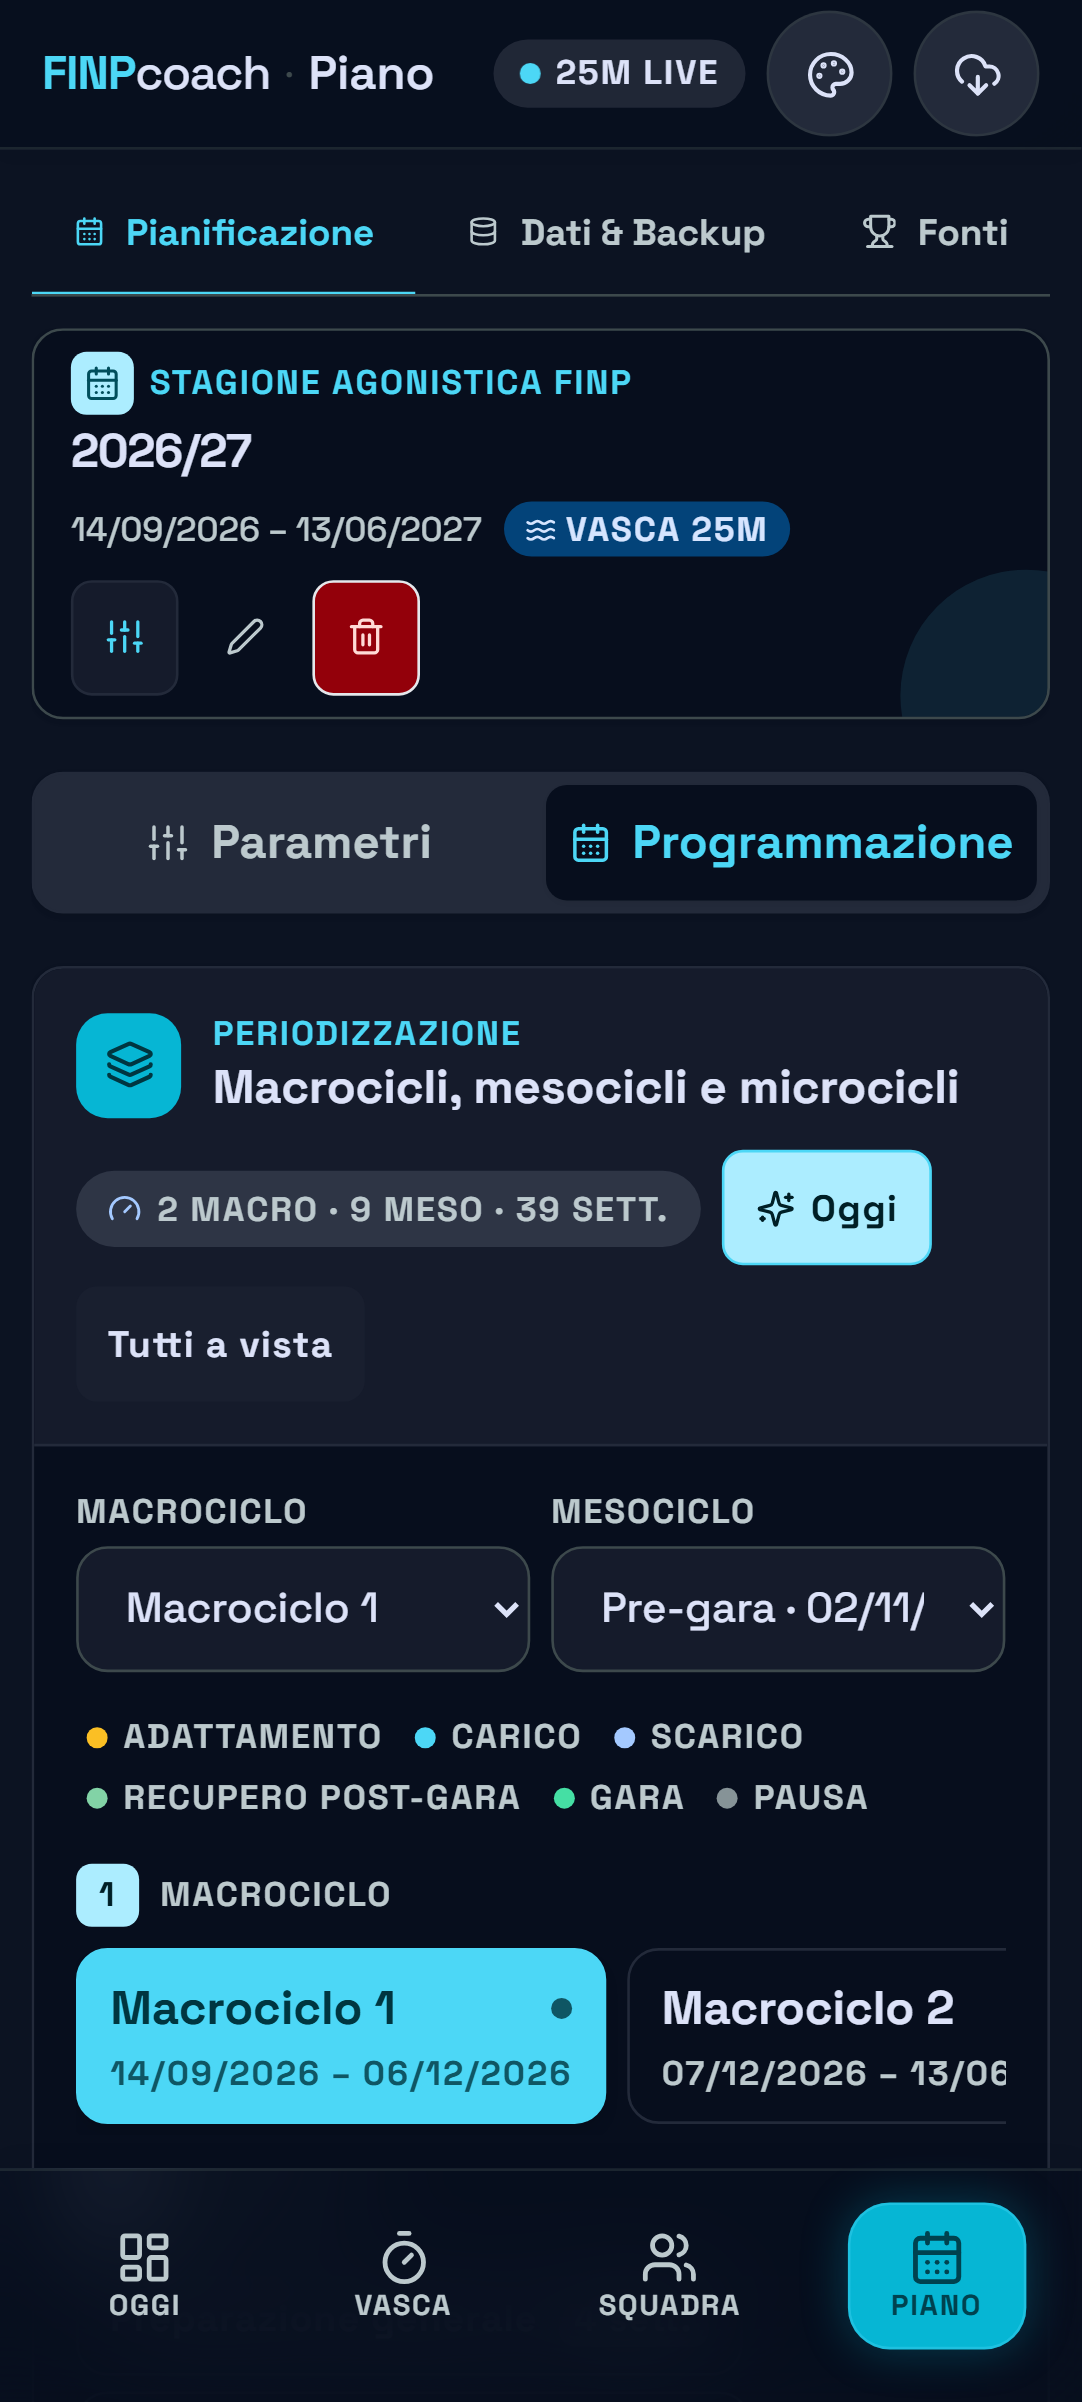 FINPcoach · Piano
25M LIVE
Pianificazione
Dati & Backup
Fonti
STAGIONE AGONISTICA FINP
2026/27
14/09/2026 – 13/06/2027
VASCA 25M
Parametri
Programmazione
PERIODIZZAZIONE
Macrocicli, mesocicli e microcicli
2 MACRO · 9 MESO · 39 SETT.
Oggi
Tutti a vista
MACROCICLO
MESOCICLO
Macrociclo 1
Pre-gara · 02/11/
ADATTAMENTO
CARICO
SCARICO
RECUPERO POST-GARA
GARA
PAUSA
1 MACROCICLO
Macrociclo 1
14/09/2026 – 06/12/2026
Macrociclo 2
07/12/2026 – 13/06
Preparazione generale
OGGI
VASCA
SQUADRA
PIANO